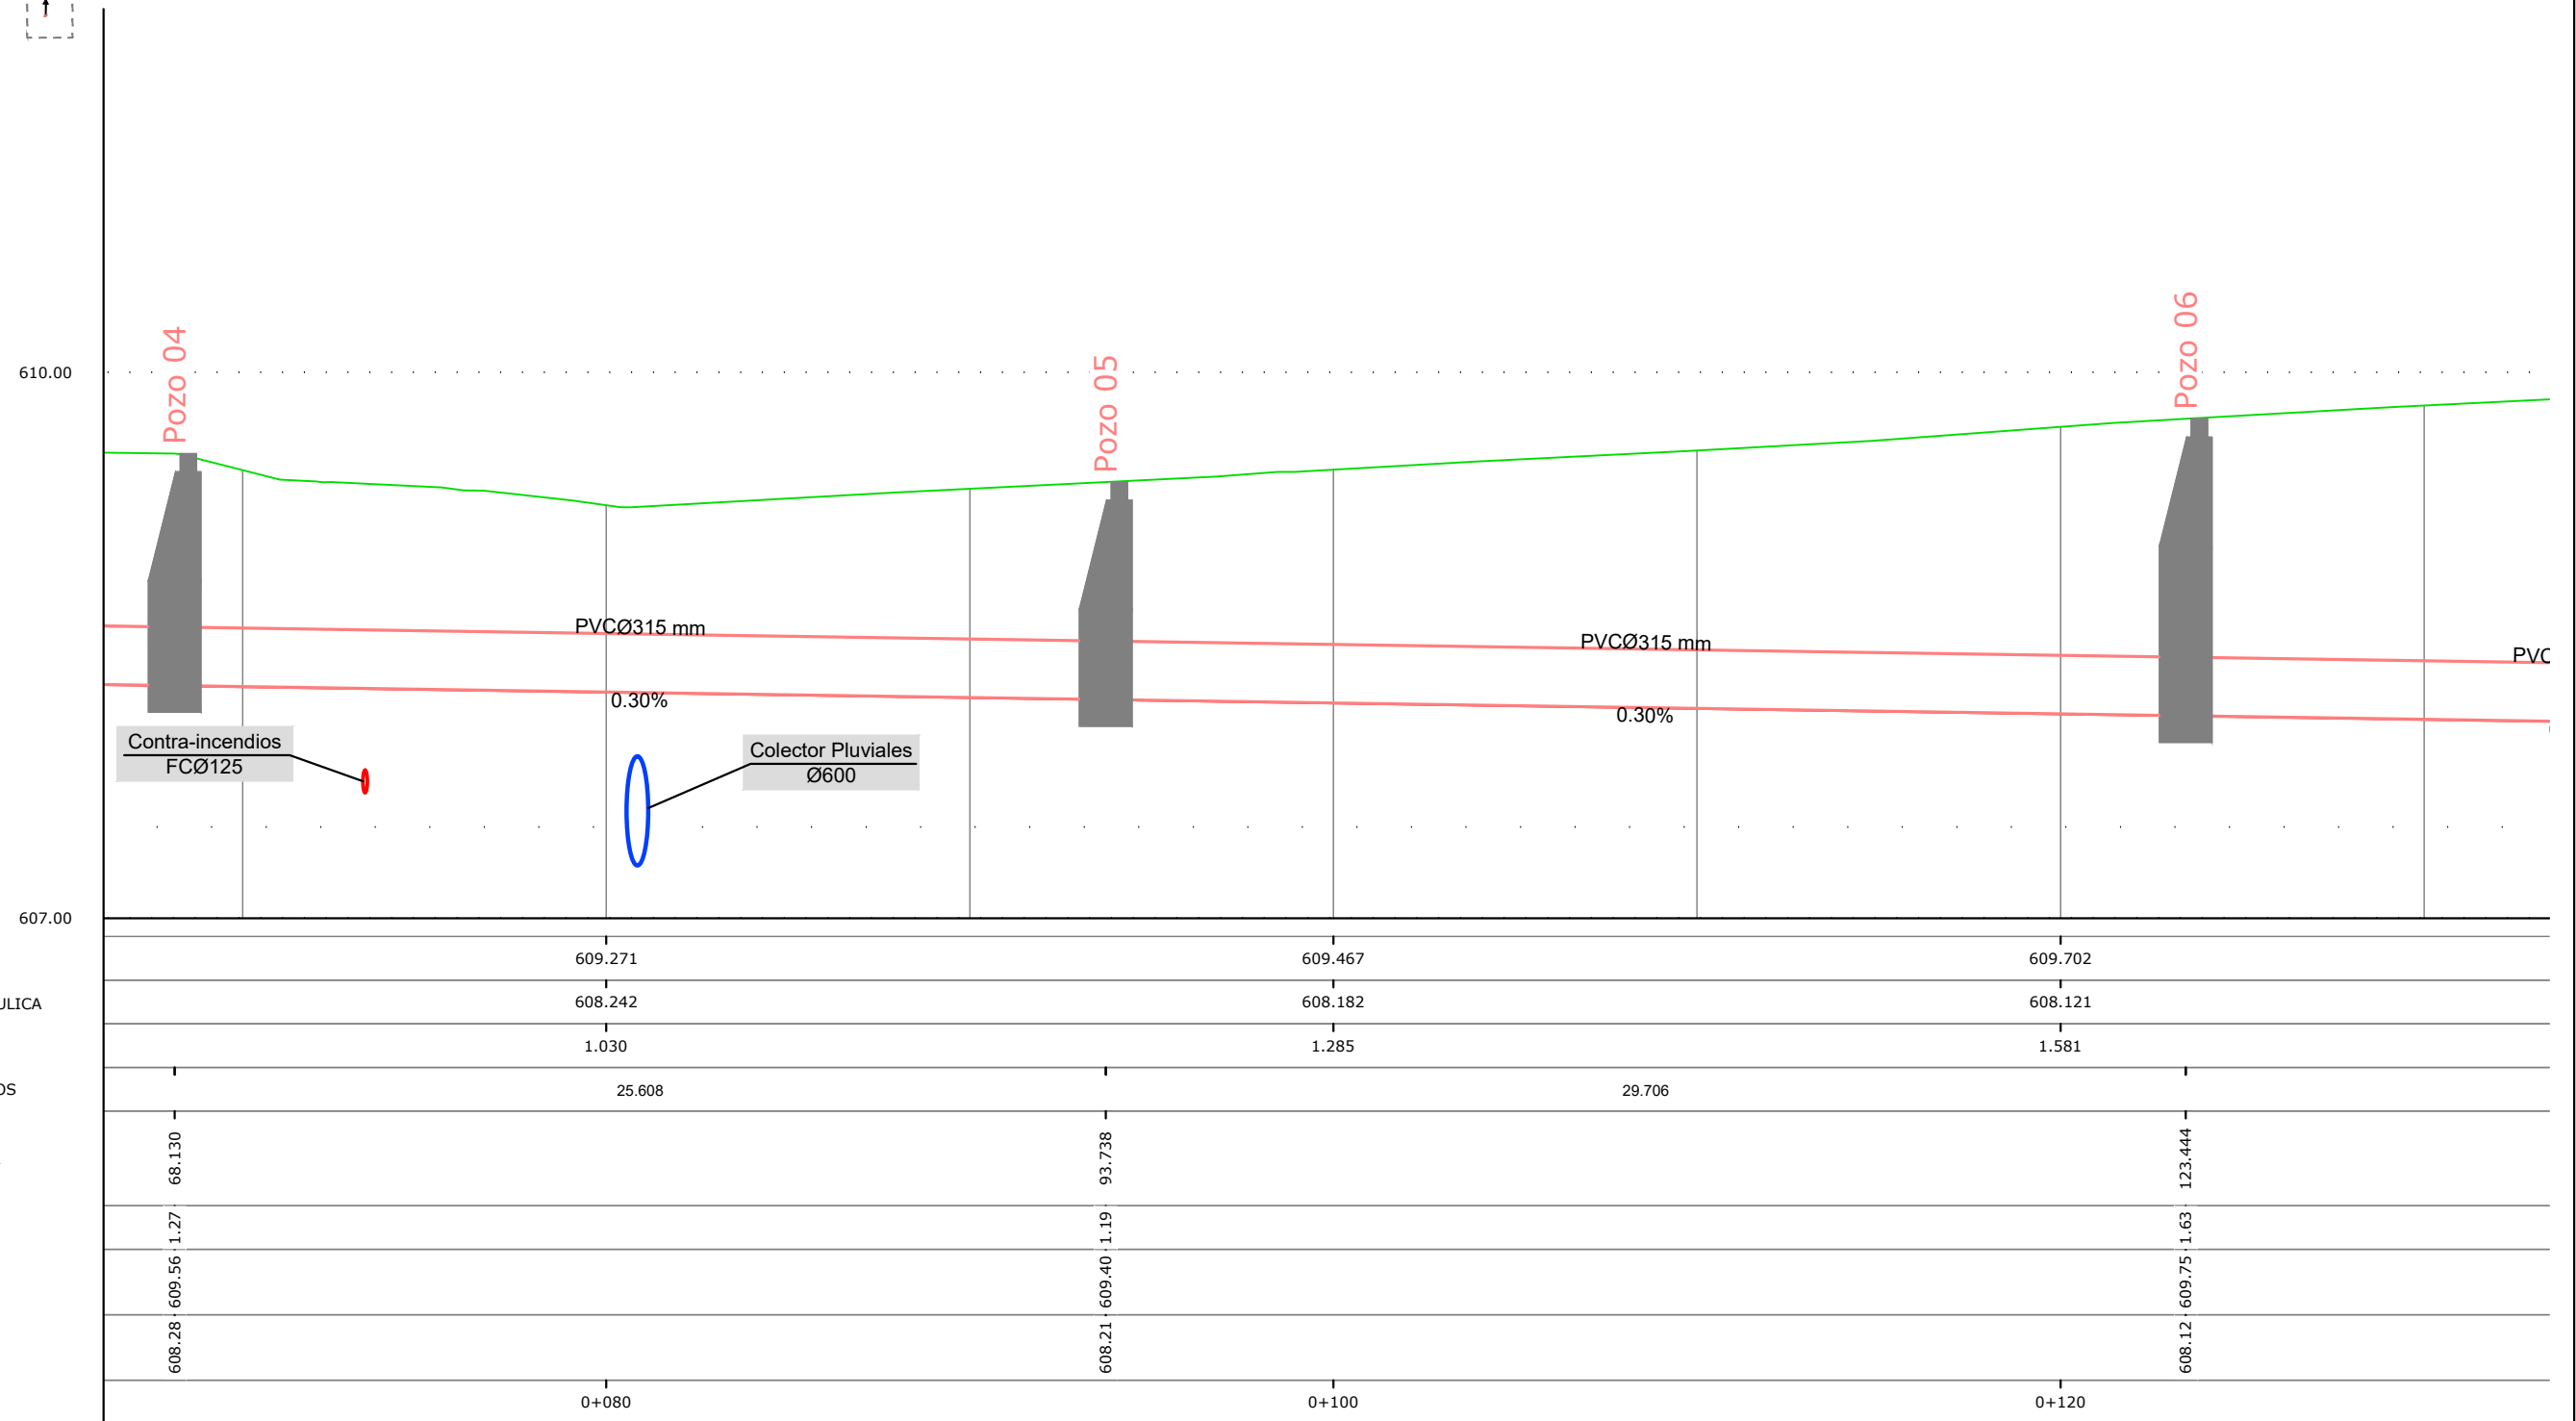 Pozo 04
Pozo 05
Pozo 06
610.00
PVCØ315 mm
PVCØ315 mm
PVC
0.30%
0.30%
Contra-incendios
FCØ125
Colector Pluviales
Ø600
607.00
609.271 609.467 609.702
ULICA 608.242 608.182 608.121
1.030 1.285 1.581
OS 25.608 29.706
68.130 93.738 123.444
1.27 1.19 1.63
609.56 609.40 609.75
608.28 608.21 608.12
0+080 0+100 0+120